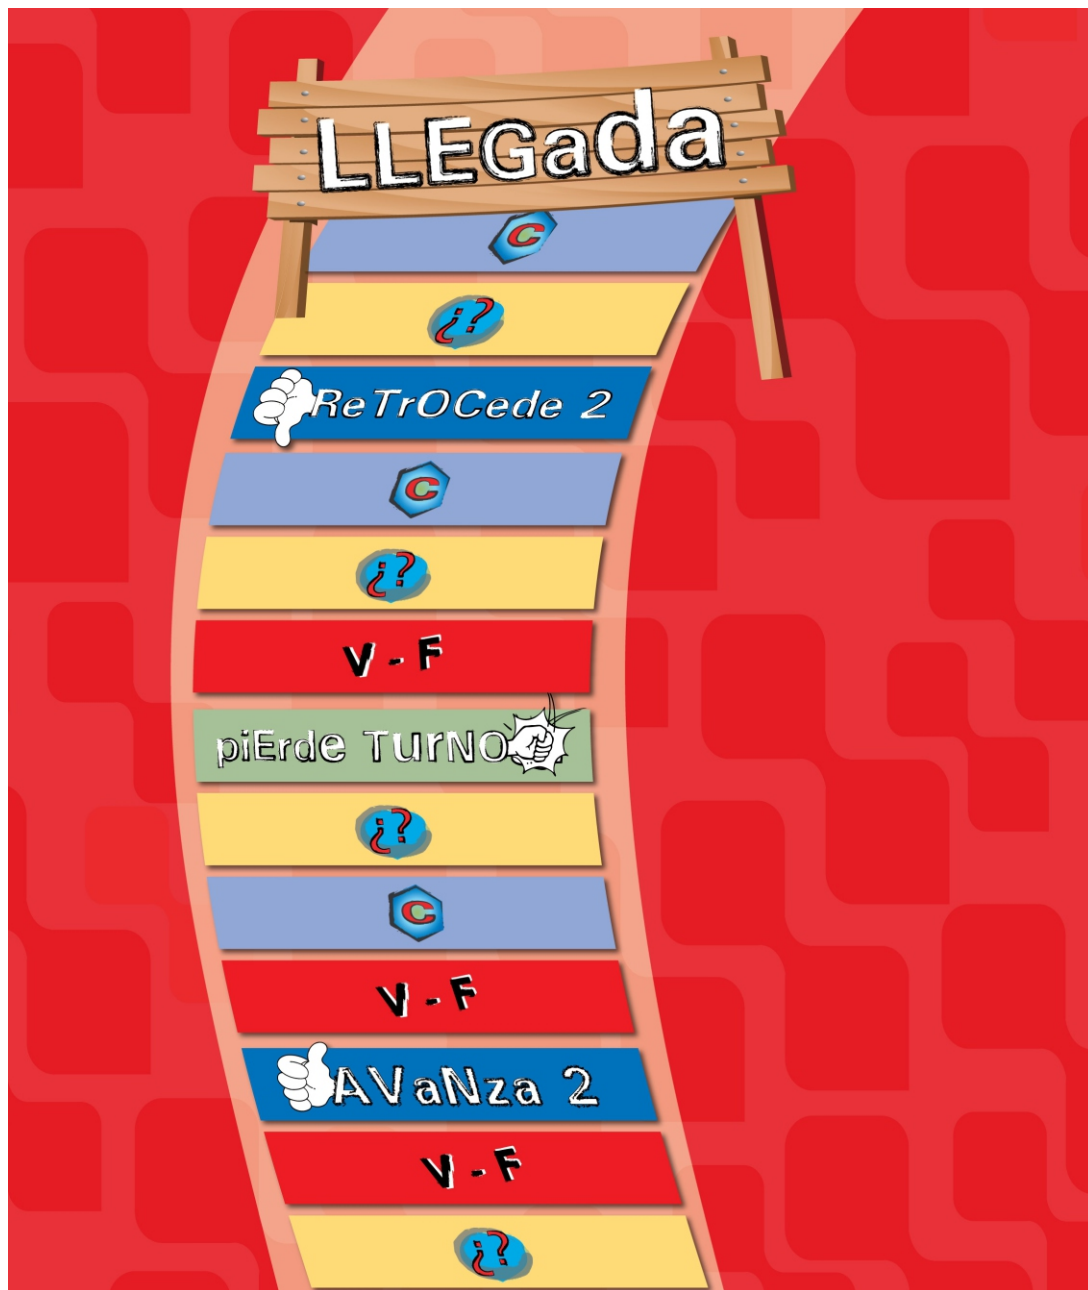 LLEGada
C
¿?
ReTrOCede 2
C
¿?
V - F
piErde TurNO
¿?
C
V - F
AVaNza 2
V - F
¿?